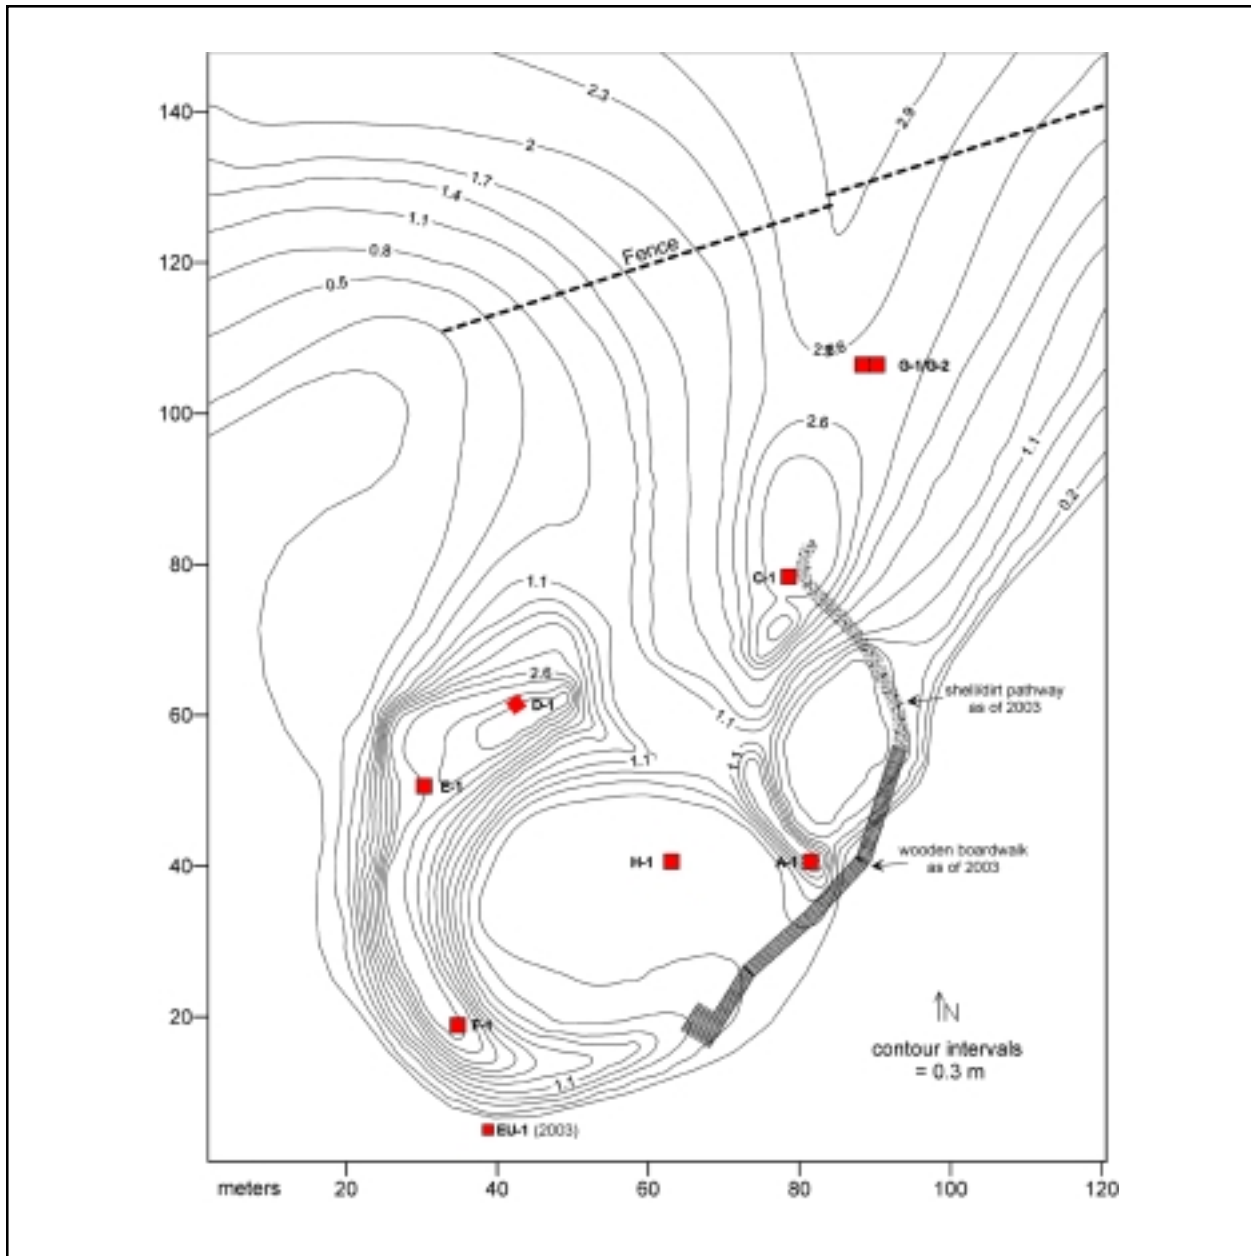 2.3
2.9
140
2
1.7
1.4
1.1
Fence
0.8
120
0.5
G-1/G-2
100
2.6
1.1
0.2
80
C-1
1.1
2.6
shell/dirt pathway
as of 2003
D-1
60
1.1
1.1
1.1
E-1
wooden boardwalk
as of 2003
H-1
A-1
40
N
20
F-1
contour intervals
= 0.3 m
1.1
EU-1 (2003)
meters
20
40
60
80
100
120